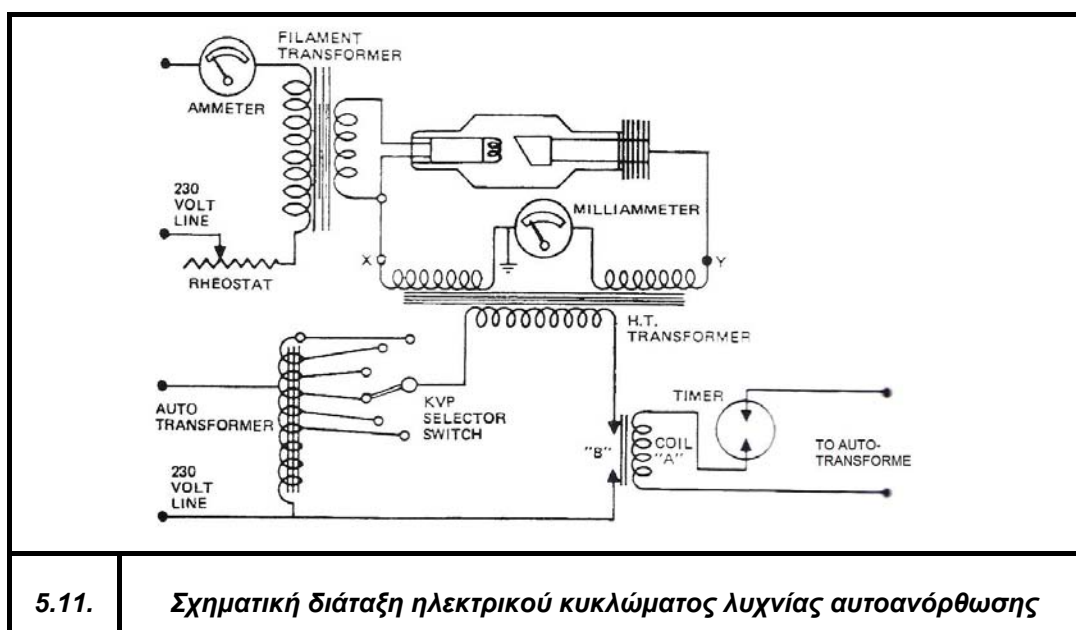 FILAMENT
TRANSFORMER
AMMETER
230
VOLT
LINE
RHEOSTAT
MILLIAMMETER
X
Y
H.T.
TRANSFORMER
AUTO
TRANSFORMER
KVP
SELECTOR
SWITCH
230
VOLT
LINE
"B"
COIL
"A"
TIMER
TO AUTO-
TRANSFORME
5.11. Σχηματική διάταξη ηλεκτρικού κυκλώματος λυχνίας αυτοανόρθωσης